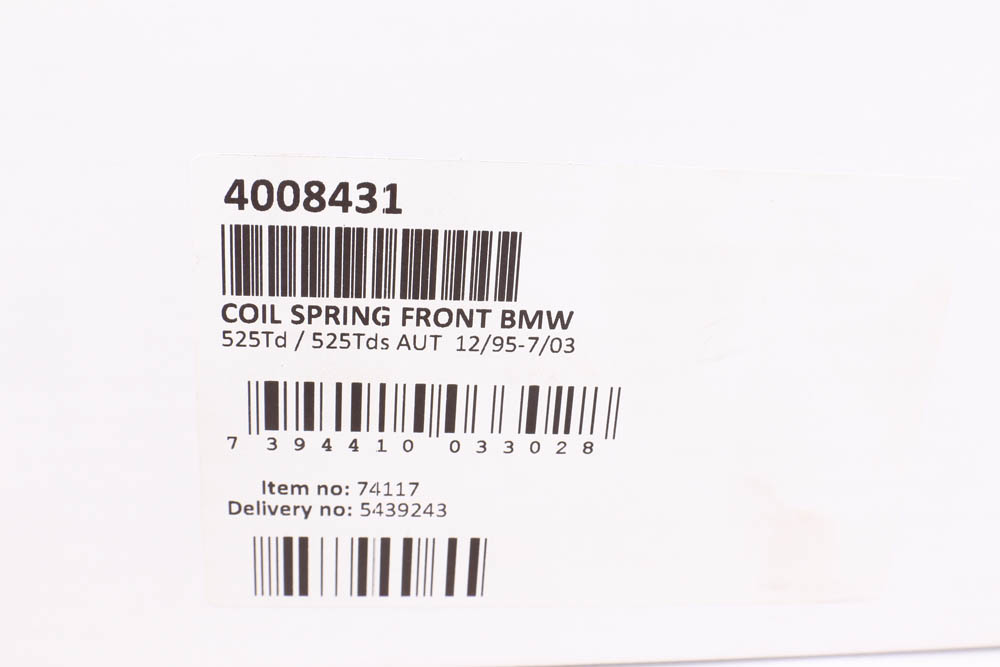 4008431
COIL SPRING FRONT BMW
525Td / 525Tds AUT 12/95-7/03
7 394410 033028
Item no: 74117
Delivery no: 5439243